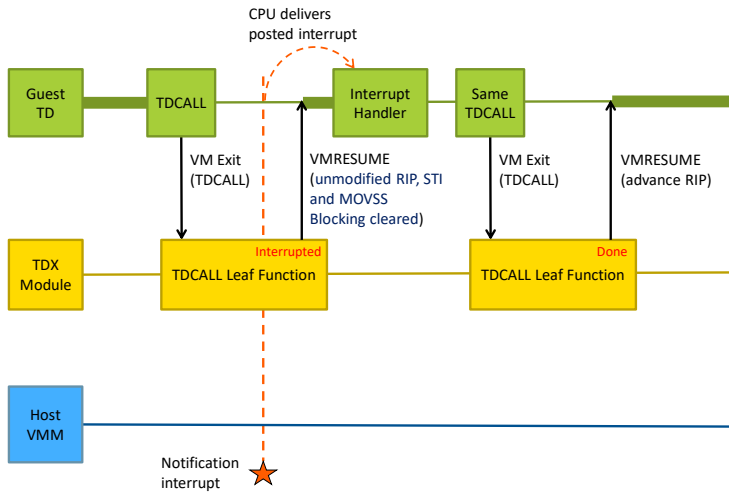 CPU delivers
posted interrupt
Guest
TD
TDCALL
Interrupt
Handler
Same
TDCALL
VM Exit
(TDCALL)
VMRESUME
(unmodified RIP, STI
and MOVSS
Blocking cleared)
VM Exit
(TDCALL)
VMRESUME
(advance RIP)
TDX
Module
Interrupted
TDCALL Leaf Function
Done
TDCALL Leaf Function
Host
VMM
Notification
interrupt